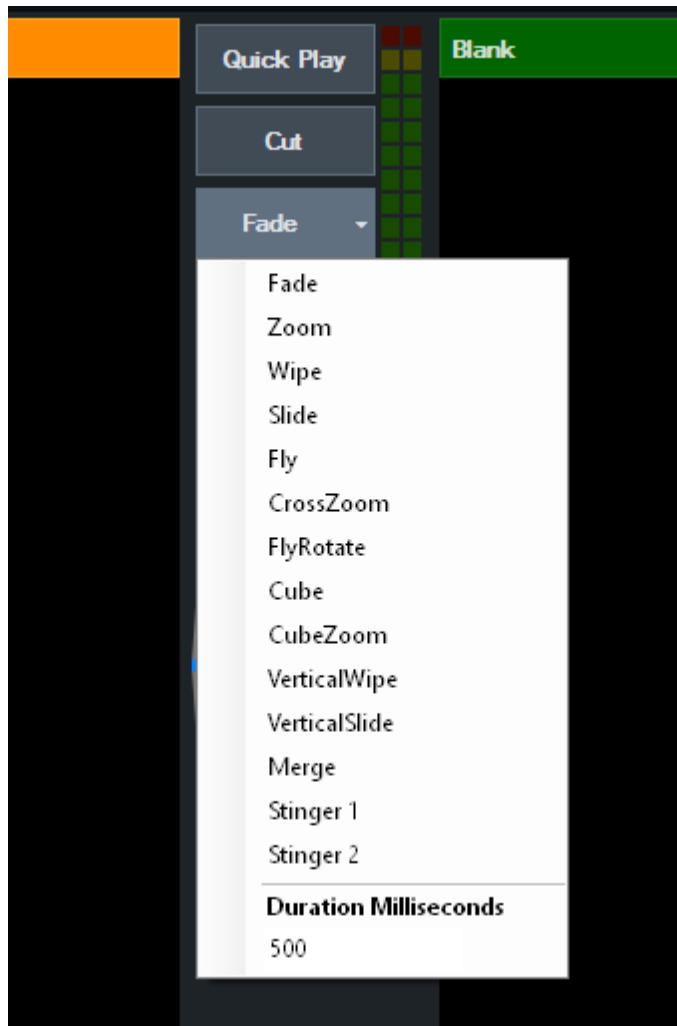 Quick Play
Blank
Cut
Fade
Fade
Zoom
Wipe
Slide
Fly
CrossZoom
FlyRotate
Cube
CubeZoom
VerticalWipe
VerticalSlide
Merge
Stinger 1
Stinger 2
Duration Milliseconds
500